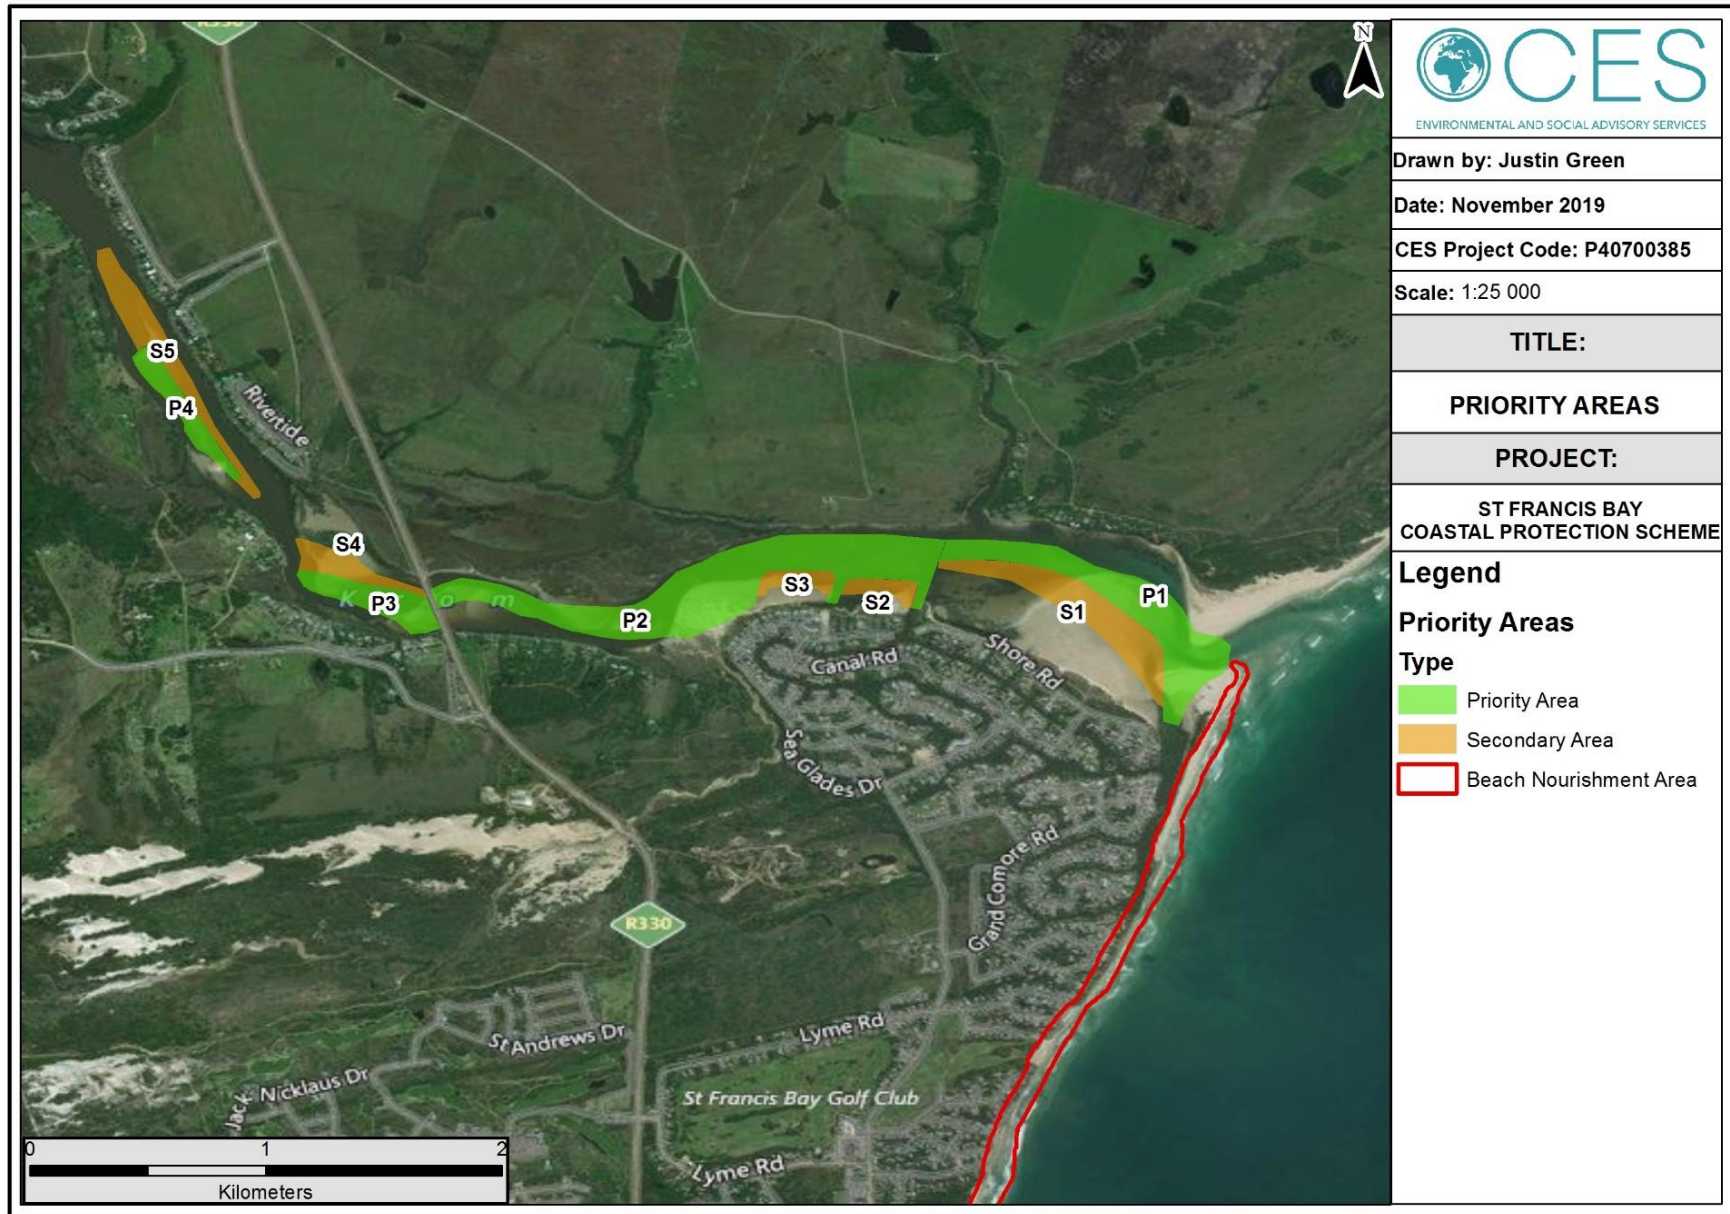 R330
N
S5
P4
Rivertide
S4
P3
K r o m
P2
S3
S2
S1
P1
Canal Rd
Shore Rd
Sea Glades Dr
Grand Comore Rd
R330
St Andrews Dr
Lyme Rd
Jack Nicklaus Dr
St Francis Bay Golf Club
Lyme Rd
0 1 2
Kilometers
CES
ENVIRONMENTAL AND SOCIAL ADVISORY SERVICES
Drawn by: Justin Green
Date: November 2019
CES Project Code: P40700385
Scale: 1:25 000
TITLE:
PRIORITY AREAS
PROJECT:
ST FRANCIS BAY
COASTAL PROTECTION SCHEME
Legend
Priority Areas
Type
Priority Area
Secondary Area
Beach Nourishment Area